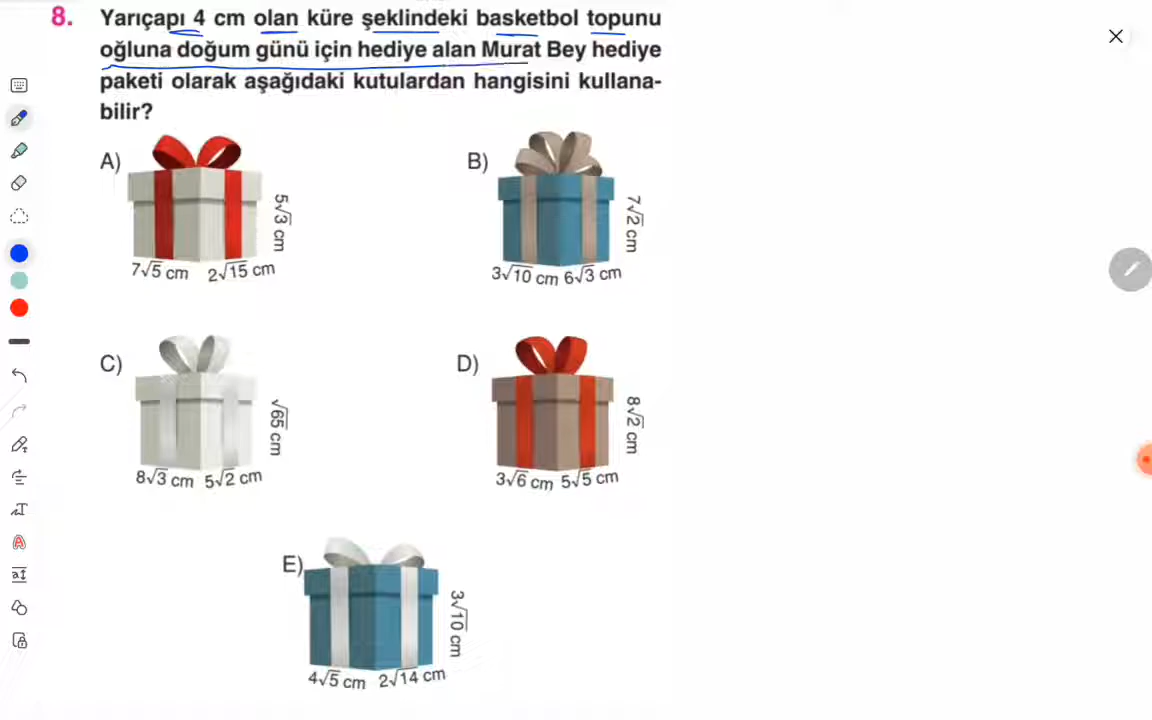 8. Yarıçapı 4 cm olan küre şeklindeki basketbol topunu
oğluna doğum günü için hediye alan Murat Bey hediye
paketi olarak aşağıdaki kutulardan hangisini kullana-
bilir?
A)
5√3 cm
7√5 cm 2√15 cm
B)
7√2 cm
3√10 cm 6√3 cm
C)
√65 cm
8√3 cm 5√2 cm
D)
8√2 cm
3√6 cm 5√5 cm
E)
3√10 cm
4√5 cm 2√14 cm